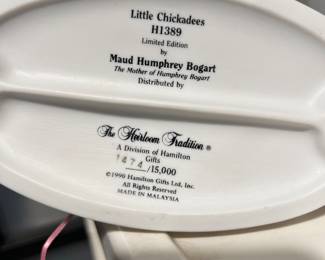 Little Chickadees
H1389
Limited Edition
by
Maud Humphrey Bogart
The Mother of Humphrey Bogart
Distributed by
The Heirloom Tradition ®
A Division of Hamilton
Gifts
1474/15,000
©1990 Hamilton Gifts Ltd, Inc.
All Rights Reserved
MADE IN MALAYSIA